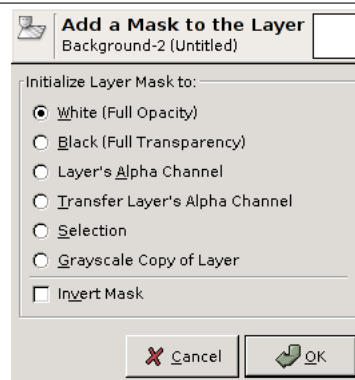 Add a Mask to the Layer
Background-2 (Untitled)
Initialize Layer Mask to:
White (Full Opacity)
Black (Full Transparency)
Layer's Alpha Channel
Transfer Layer's Alpha Channel
Selection
Grayscale Copy of Layer
Invert Mask
Cancel OK